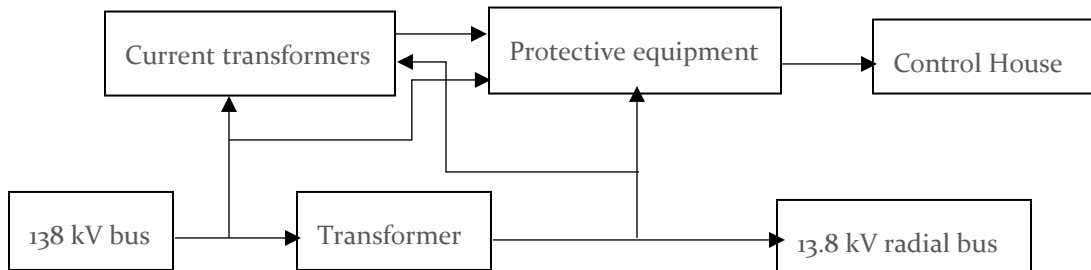 Current transformers
Protective equipment
Control House
138 kV bus
Transformer
13.8 kV radial bus